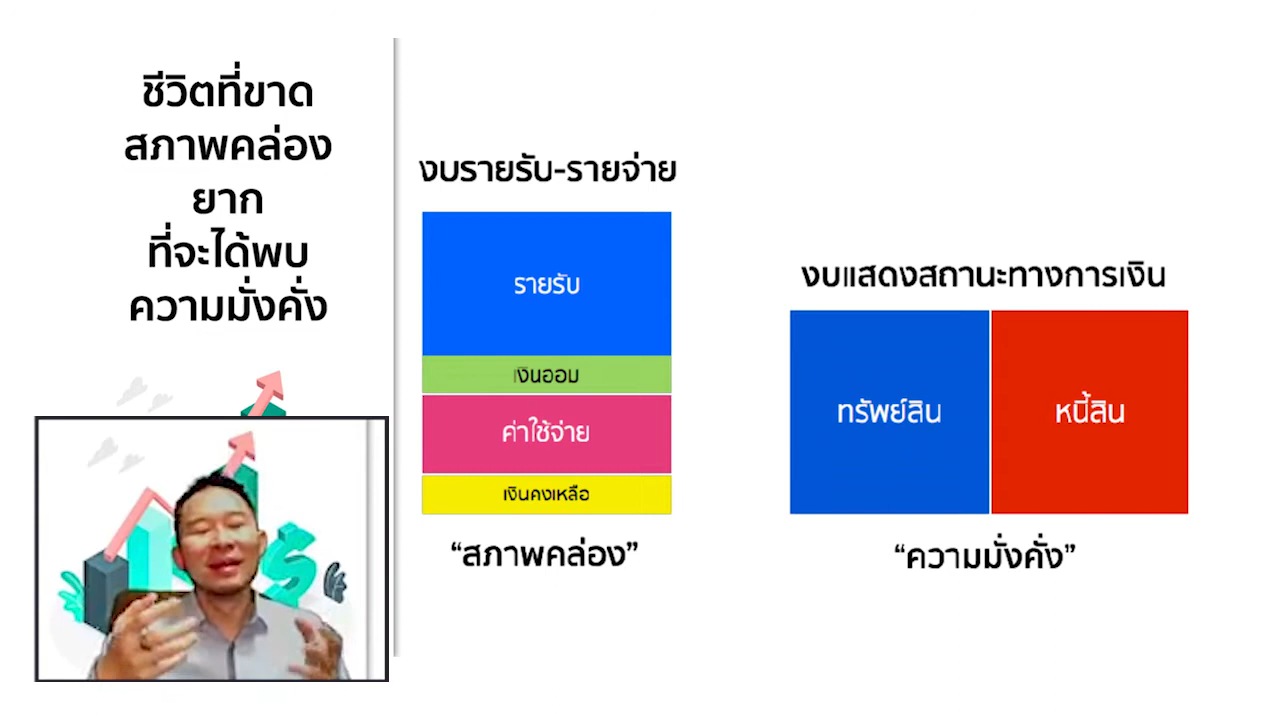 ชีวิตที่ขาด
สภาพคล่อง
ยาก
ที่จะได้พบ
ความมั่งคั่ง
งบรายรับ-รายจ่าย
รายรับ
เงินออม
ค่าใช้จ่าย
เงินคงเหลือ
“สภาพคล่อง”
งบแสดงสถานะทางการเงิน
ทรัพย์สิน
หนี้สิน
“ความมั่งคั่ง”